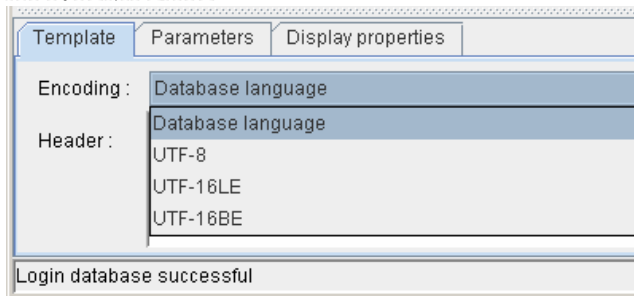 Template Parameters Display properties
Encoding : Database language
Database language
Header :
UTF-8
UTF-16LE
UTF-16BE
Login database successful